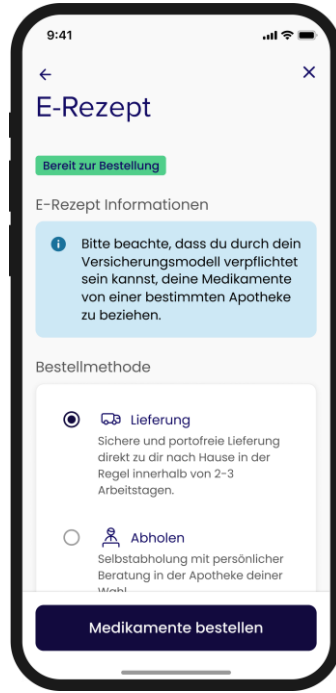 9:41
E-Rezept
Bereit zur Bestellung
E-Rezept Informationen
Bitte beachte, dass du durch dein
Versicherungsmodell verpflichtet
sein kannst, deine Medikamente
von einer bestimmten Apotheke
zu beziehen.
Bestellmethode
Lieferung
Sichere und portofreie Lieferung
direkt zu dir nach Hause in der
Regel innerhalb von 2-3
Arbeitstagen.
Abholen
Selbstabholung mit persönlicher
Beratung in der Apotheke deiner
Wahl
Medikamente bestellen